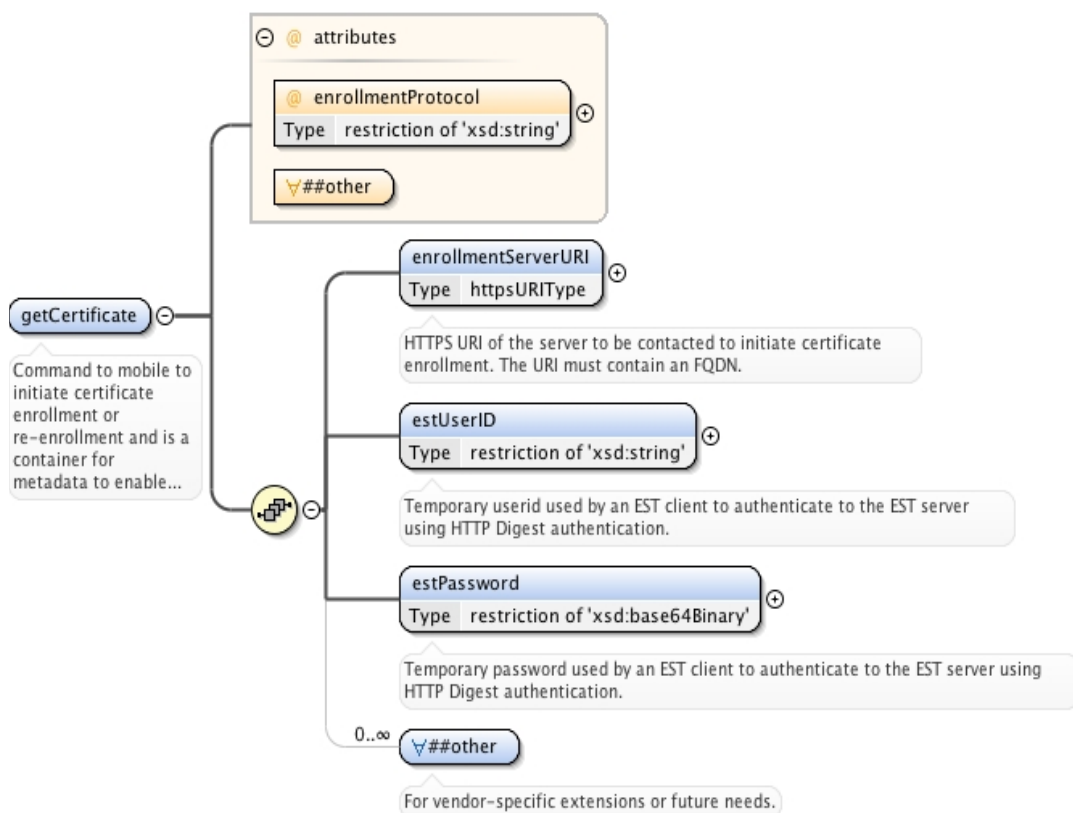 @ attributes
@ enrollmentProtocol
Type restriction of 'xsd:string'
∀##other
enrollmentServerURI
Type httpsURIType
HTTPS URI of the server to be contacted to initiate certificate
enrollment. The URI must contain an FQDN.
getCertificate
Command to mobile to
initiate certificate
enrollment or
re-enrollment and is a
container for
metadata to enable...
estUserID
Type restriction of 'xsd:string'
Temporary userid used by an EST client to authenticate to the EST server
using HTTP Digest authentication.
estPassword
Type restriction of 'xsd:base64Binary'
Temporary password used by an EST client to authenticate to the EST server using
HTTP Digest authentication.
0..∞
∀##other
For vendor-specific extensions or future needs.